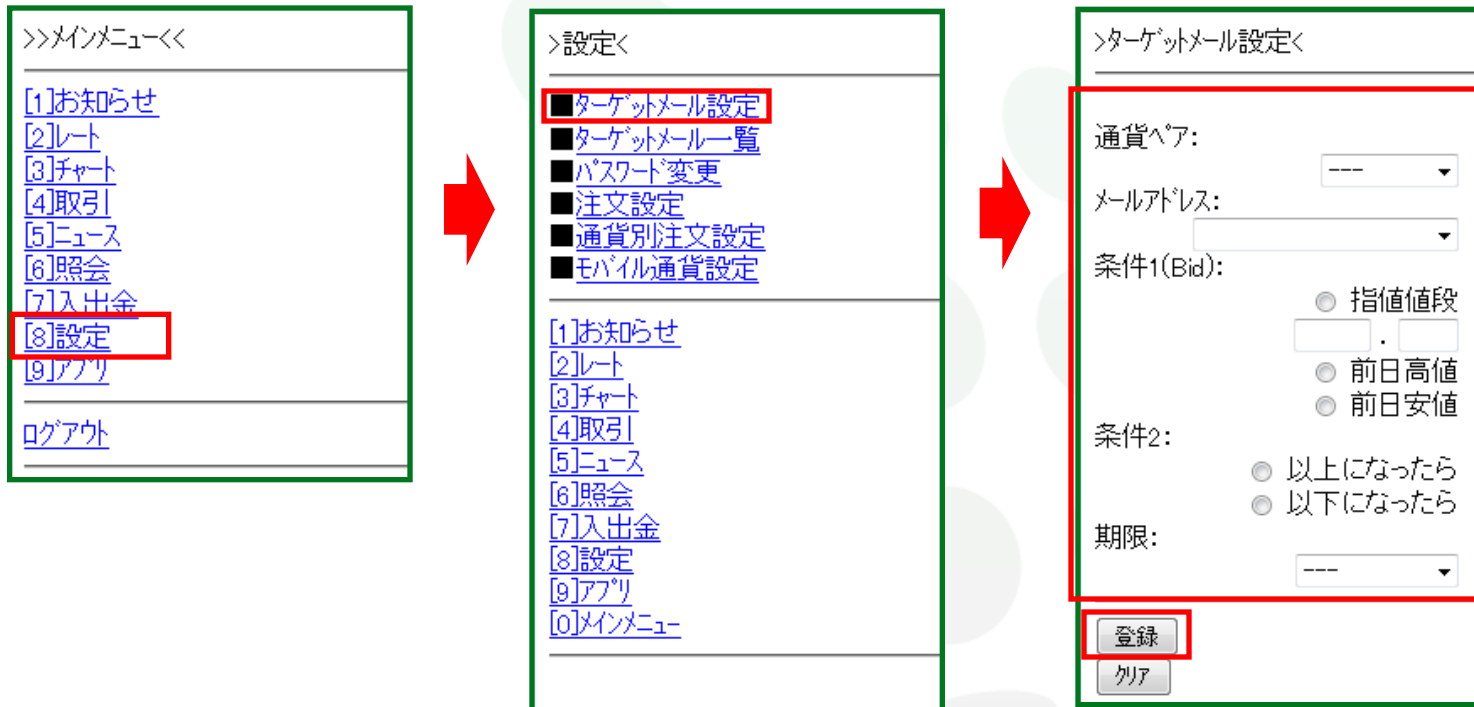 >>ﾒｲﾝﾒﾆｭｰ<<
[1]お知らせ
[2]ﾚｰﾄ
[3]ﾁｬｰﾄ
[4]取引
[5]ﾆｭｰｽ
[6]照会
[7]入出金
[8]設定
[9]ｱﾌﾟﾘ
ﾛｸﾞｱｳﾄ
>設定<
■ﾀｰｹﾞｯﾄﾒｰﾙ設定
■ﾀｰｹﾞｯﾄﾒｰﾙ一覧
■ﾊﾟｽﾜｰﾄﾞ変更
■注文設定
■通貨別注文設定
■ﾓﾊﾞｲﾙ通貨設定
[1]お知らせ
[2]ﾚｰﾄ
[3]ﾁｬｰﾄ
[4]取引
[5]ﾆｭｰｽ
[6]照会
[7]入出金
[8]設定
[9]ｱﾌﾟﾘ
[0]ﾒｲﾝﾒﾆｭｰ
>ﾀｰｹﾞｯﾄﾒｰﾙ設定<
通貨ﾍﾟｱ:
---
ﾒｰﾙｱﾄﾞﾚｽ:
条件1(Bid):
指値値段
.
前日高値
前日安値
条件2:
以上になったら
以下になったら
期限:
---
登録
ｸﾘｱ